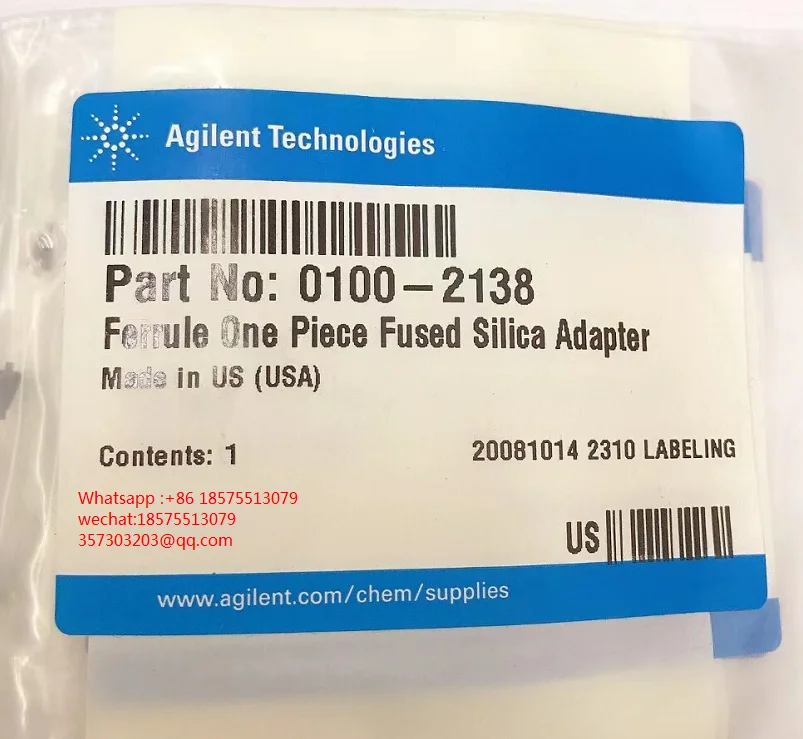 Agilent Technologies
Part No: 0100-2138
Ferrule One Piece Fused Silica Adapter
Made in US (USA)
Contents: 1
20081014 2310 LABELING
Whatsapp :+86 18575513079
wechat:18575513079
357303203@qq.com
US
www.agilent.com/chem/supplies